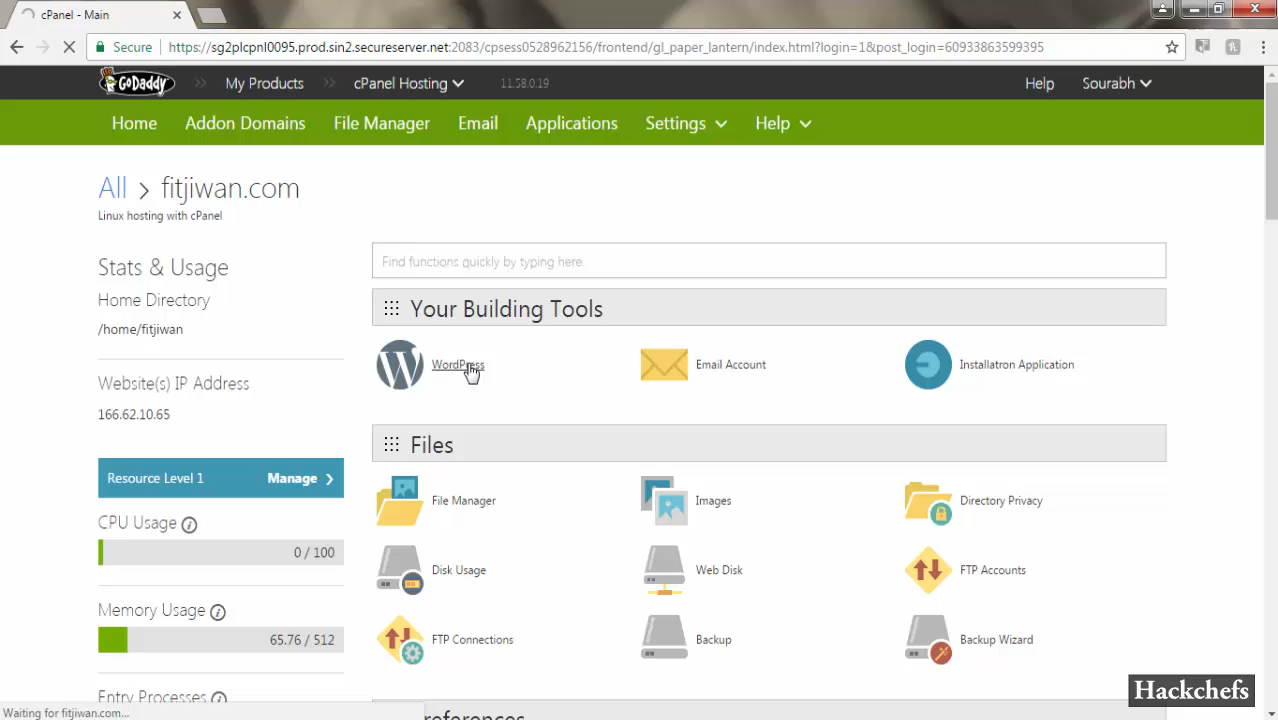 cPanel - Main
Secure https://sg2plcpnl0095.prod.sin2.secureserver.net:2083/cpsess0528962156/frontend/gl_paper_lantern/index.html?login=1&post_login=60933863599395
GoDaddy My Products cPanel Hosting 11.58.0.19 Help Sourabh
Home Addon Domains File Manager Email Applications Settings Help
All > fitjiwan.com
Linux hosting with cPanel
Stats & Usage
Home Directory
/home/fitjiwan
Website(s) IP Address
166.62.10.65
Resource Level 1 Manage
CPU Usage
0 / 100
Memory Usage
65.76 / 512
Entry Processes
Find functions quickly by typing here.
Your Building Tools
WordPress Email Account Installatron Application
Files
File Manager Images Directory Privacy
Disk Usage Web Disk FTP Accounts
FTP Connections Backup Backup Wizard
references
Hackchefs
Waiting for fitjiwan.com...